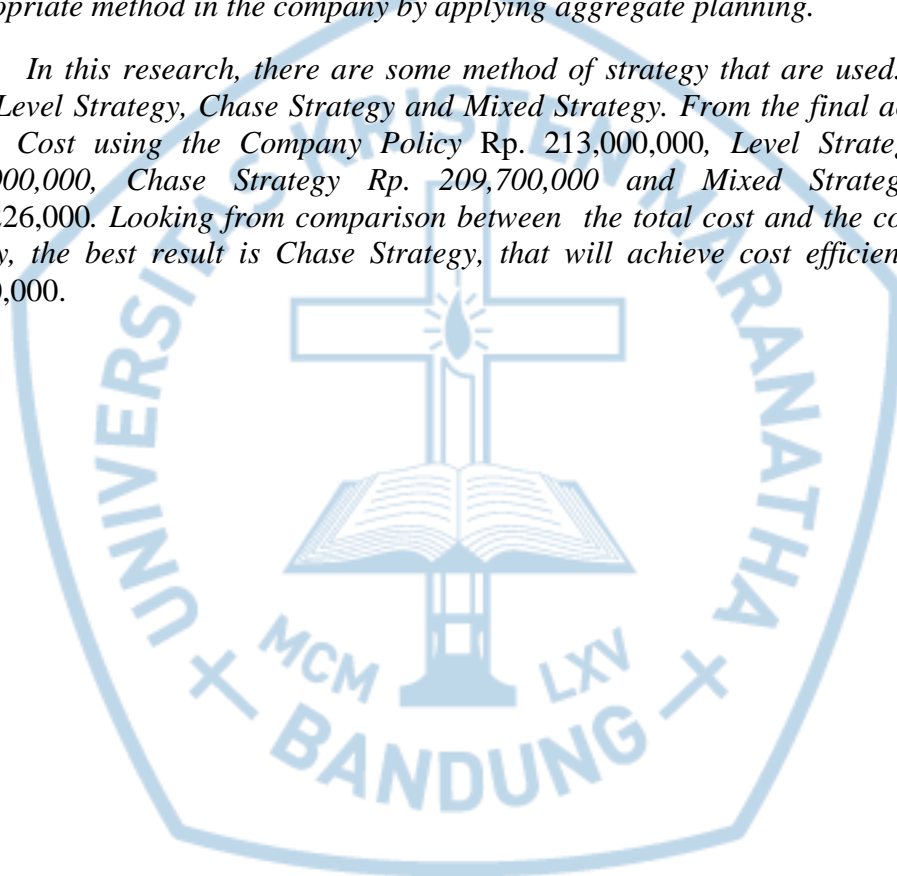 opriate method in the company by applying aggregate planning.
In this research, there are some method of strategy that are used.
Level Strategy, Chase Strategy and Mixed Strategy. From the final a
Cost using the Company Policy Rp. 213,000,000, Level Strateg
000,000, Chase Strategy Rp. 209,700,000 and Mixed Strateg
26,000. Looking from comparison between the total cost and the co
y, the best result is Chase Strategy, that will achieve cost efficien
0,000.
UNIVERSITAS KRISTEN MARANATHA
MCM LXV
BANDUNG